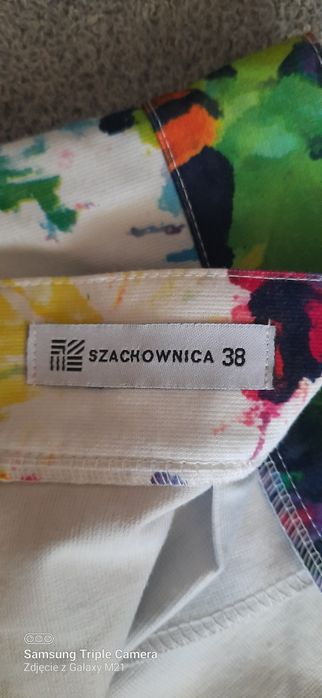 SZACHOWNICA 38
Samsung Triple Camera
Zdjęcie z Galaxy M21